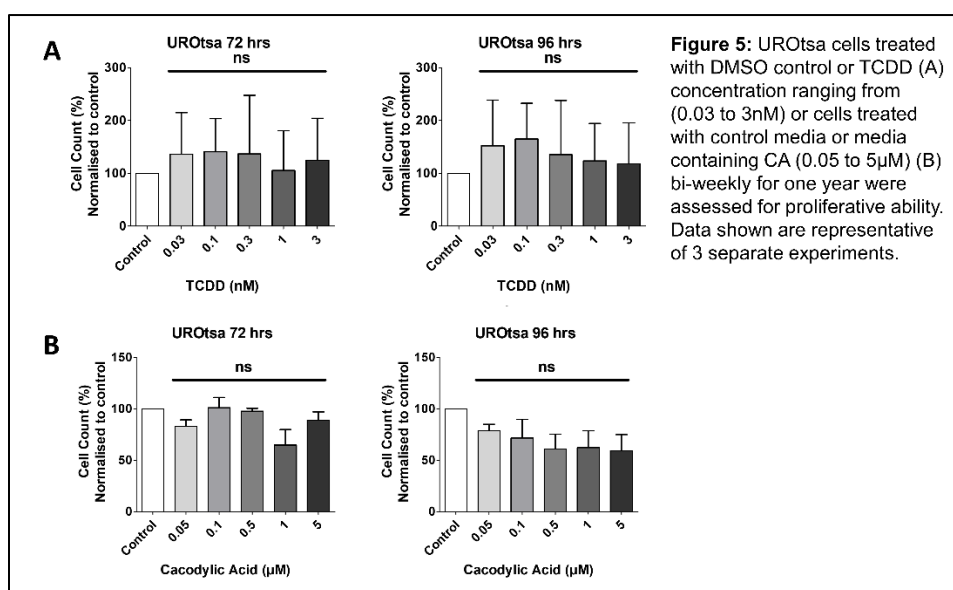 A
UROtsa 72 hrs
ns
Cell Count (%)
Normalised to control
300
200
100
0
Control
0.03
0.1
0.3
1
3
TCDD (nM)
UROtsa 96 hrs
ns
Cell Count (%)
Normalised to control
300
200
100
0
Control
0.03
0.1
0.3
1
3
TCDD (nM)
Figure 5: UROtsa cells treated
with DMSO control or TCDD (A)
concentration ranging from
(0.03 to 3nM) or cells treated
with control media or media
containing CA (0.05 to 5µM) (B)
bi-weekly for one year were
assessed for proliferative ability.
Data shown are representative
of 3 separate experiments.
B
UROtsa 72 hrs
ns
Cell Count (%)
Normalised to control
150
100
50
0
Control
0.05
0.1
0.5
1
5
Cacodylic Acid (µM)
UROtsa 96 hrs
ns
Cell Count (%)
Normalised to control
150
100
50
0
Control
0.05
0.1
0.5
1
5
Cacodylic Acid (µM)